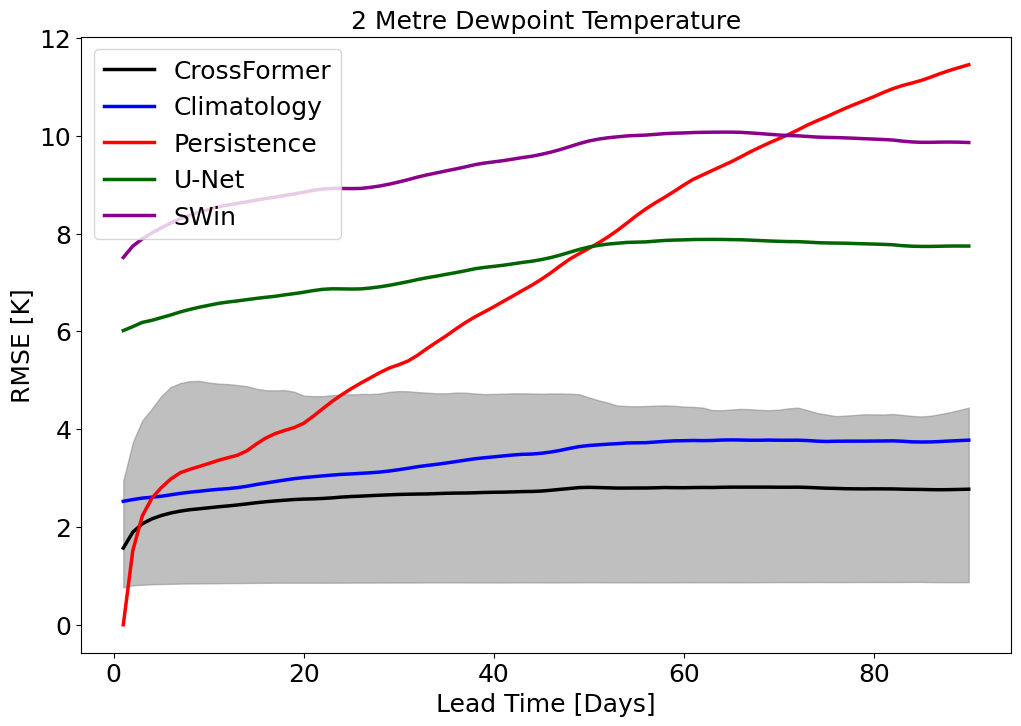 2 Metre Dewpoint Temperature
12
10
8
6
4
2
0
RMSE [K]
CrossFormer
Climatology
Persistence
U-Net
SWin
0 20 40 60 80
Lead Time [Days]